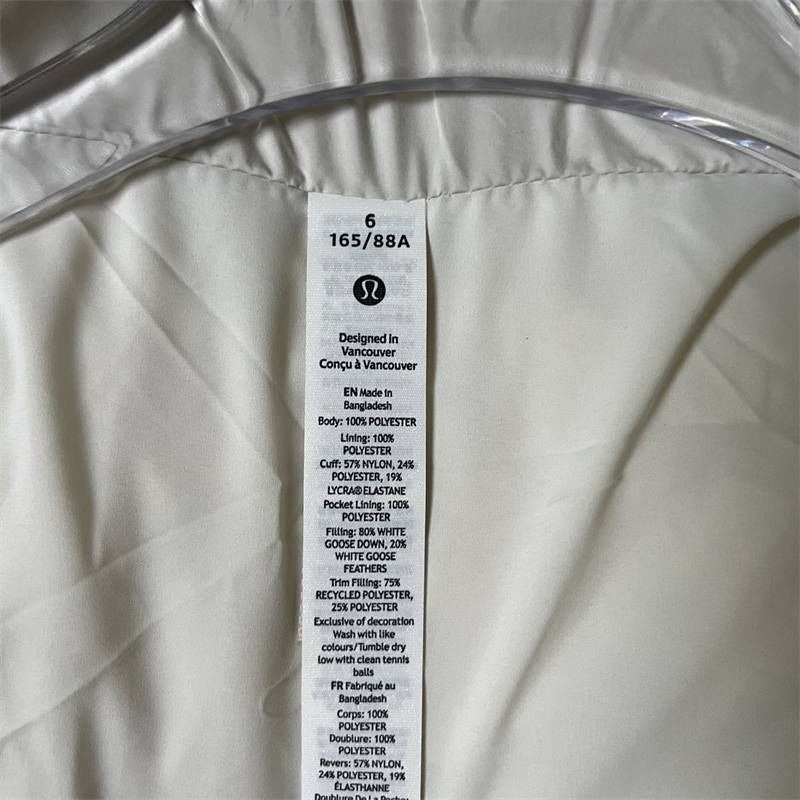 6
165/88A
Designed in
Vancouver
Conçu à Vancouver
EN Made in
Bangladesh
Body: 100% POLYESTER
Lining: 100%
POLYESTER
Cuff: 57% NYLON, 24%
POLYESTER, 19%
LYCRA® ELASTANE
Pocket Lining: 100%
POLYESTER
Filling: 80% WHITE
GOOSE DOWN, 20%
WHITE GOOSE
FEATHERS
Trim Filling: 75%
RECYCLED POLYESTER,
25% POLYESTER
Exclusive of decoration
Wash with like
colours/Tumble dry
low with clean tennis
balls
FR Fabriqué au
Bangladesh
Corps: 100%
POLYESTER
Doublure: 100%
POLYESTER
Revers: 57% NYLON,
24% POLYESTER, 19%
ÉLASTHANNE
Doublure De La Poche: